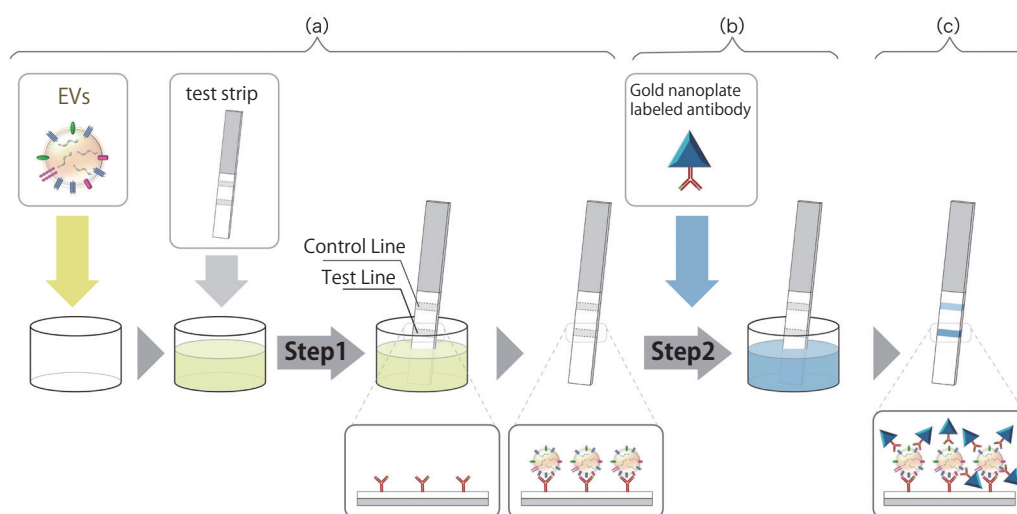 (a)
(b)
(c)
EVs
test strip
Gold nanoplate
labeled antibody
Control Line
Test Line
Step1
Step2